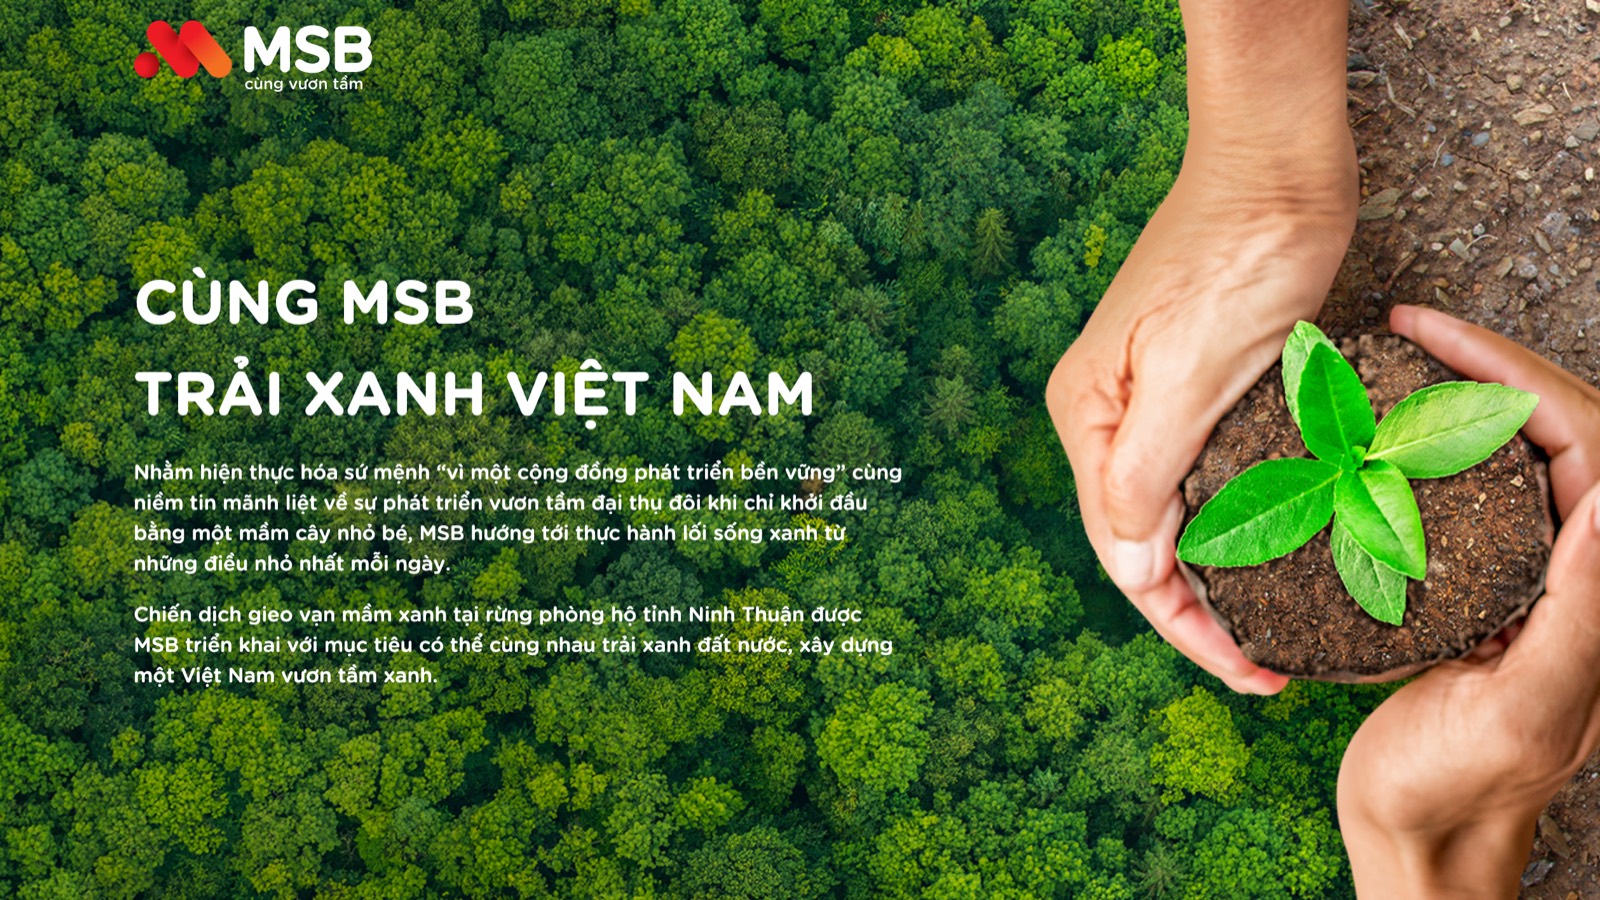 MSB
cùng vươn tầm
CÙNG MSB
TRẢI XANH VIỆT NAM
Nhằm hiện thực hóa sứ mệnh “vì một cộng đồng phát triển bền vững” cùng
niềm tin mãnh liệt về sự phát triển vươn tầm đại thụ đôi khi chỉ khởi đầu
bằng một mầm cây nhỏ bé, MSB hướng tới thực hành lối sống xanh từ
những điều nhỏ nhất mỗi ngày.
Chiến dịch gieo vạn mầm xanh tại rừng phòng hộ tỉnh Ninh Thuận được
MSB triển khai với mục tiêu có thể cùng nhau trải xanh đất nước, xây dựng
một Việt Nam vươn tầm xanh.